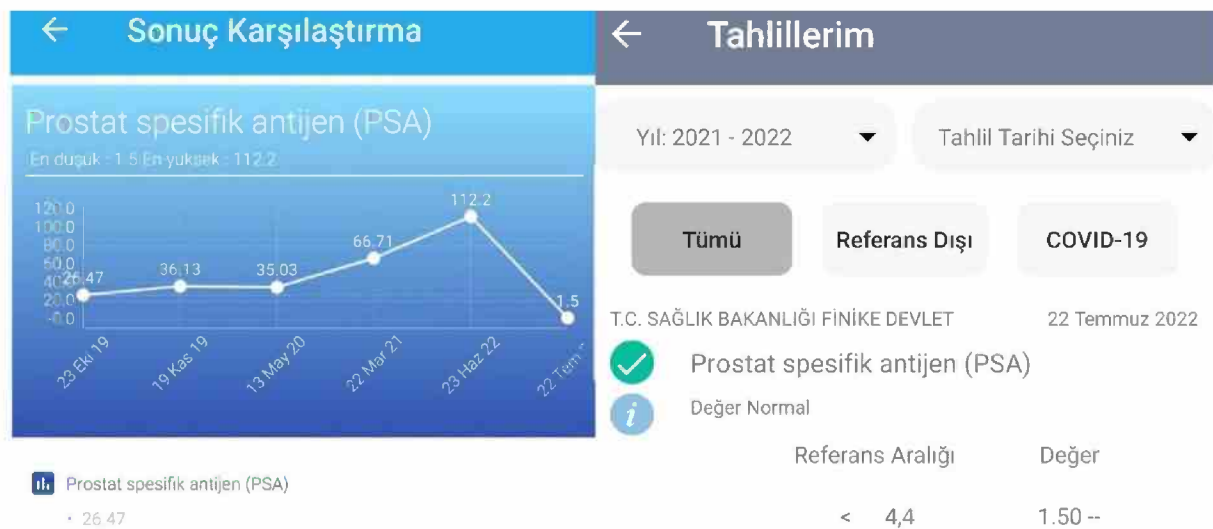 Sonuç Karşılaştırma
Prostat spesifik antijen (PSA)
En düşük : 1.5 En yüksek : 112.2
120.0
100.0
80.0
60.0
40.0
20.0
-0.0
26.47
36.13
35.03
66.71
112.2
1.5
23 Eki 19
19 Kas 19
13 May 20
22 Mar 21
23 Haz 22
22 Tem
Prostat spesifik antijen (PSA)
• 26.47
Tahlillerim
Yıl: 2021 - 2022
Tahlil Tarihi Seçiniz
Tümü
Referans Dışı
COVID-19
T.C. SAĞLIK BAKANLIĞI FİNİKE DEVLET
22 Temmuz 2022
Prostat spesifik antijen (PSA)
i
Değer Normal
Referans Aralığı Değer
< 4,4 1.50 --